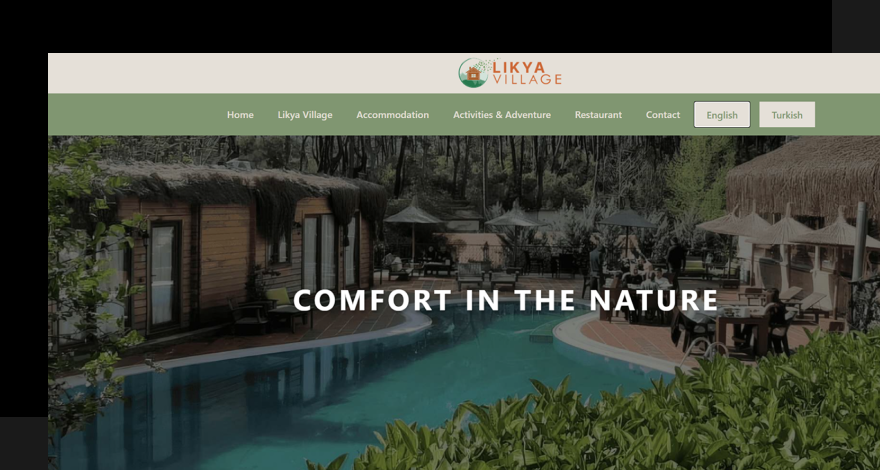 LIKYA
VILLAGE
Home Likya Village Accommodation Activities & Adventure Restaurant Contact English Turkish
COMFORT IN THE NATURE